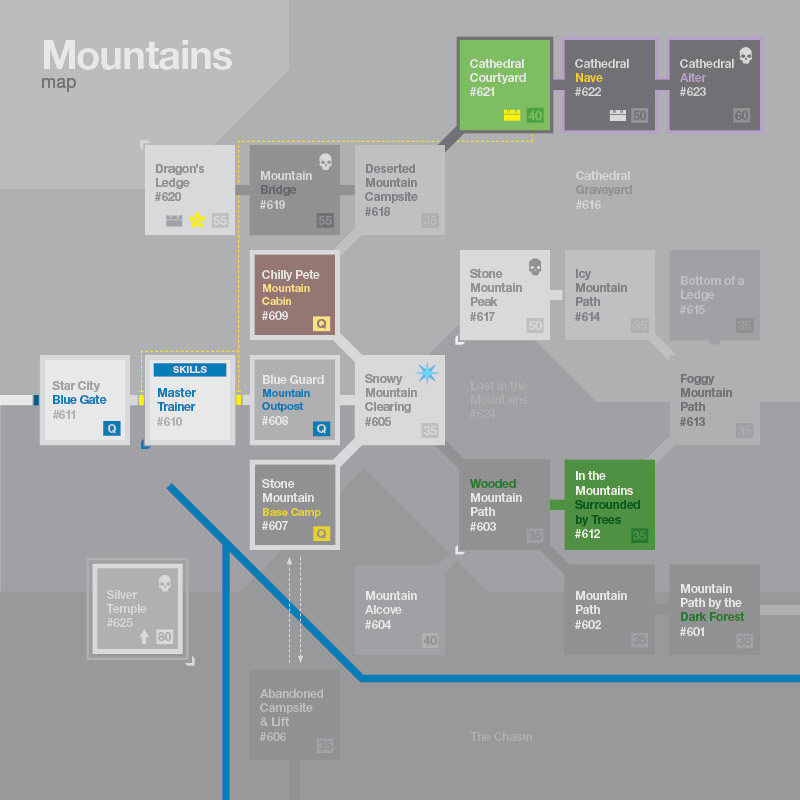 Mountains
map
Cathedral
Courtyard
#621
40
Cathedral
Nave
#622
50
Cathedral
Alter
#623
60
Dragon's
Ledge
#620
55
Mountain
Bridge
#619
55
Deserted
Mountain
Campsite
#618
35
Cathedral
Graveyard
#616
Chilly Pete
Mountain
Cabin
#609
Q
Stone
Mountain
Peak
#617
50
Icy
Mountain
Path
#614
35
Bottom of a
Ledge
#615
35
Star City
Blue Gate
#611
Q
SKILLS
Master
Trainer
#610
Blue Guard
Mountain
Outpost
#608
Q
Snowy
Mountain
Clearing
#605
35
Lost in the
Mountains
#624
Foggy
Mountain
Path
#613
35
Stone
Mountain
Base Camp
#607
Q
Wooded
Mountain
Path
#603
35
In the
Mountains
Surrounded
by Trees
#612
35
Silver
Temple
#625
80
Mountain
Alcove
#604
40
Mountain
Path
#602
35
Mountain
Path by the
Dark Forest
#601
35
Abandoned
Campsite
& Lift
#606
35
The Chasm